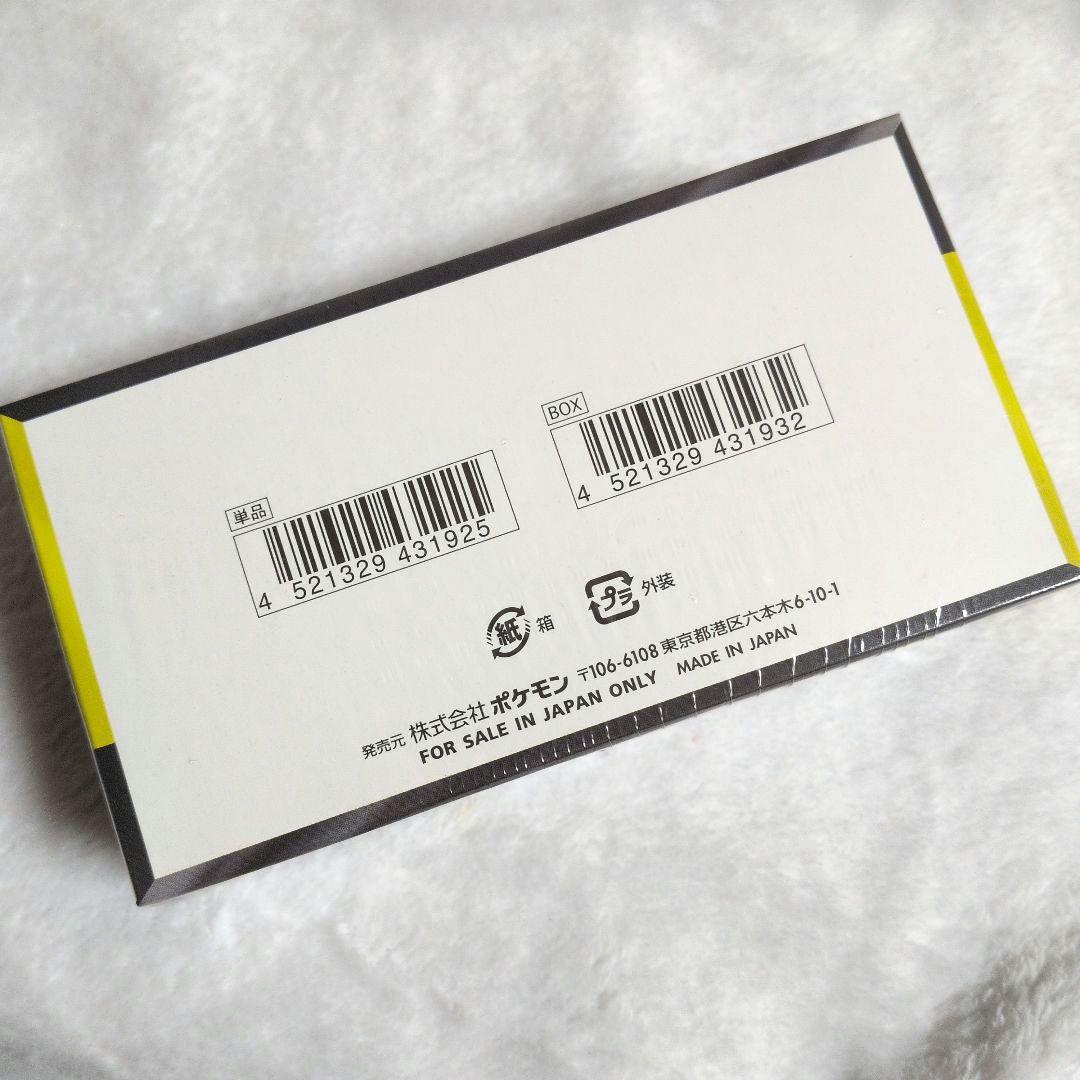 単品
4 521329 431925
BOX
4 521329 431932
紙 箱
プラ 外装
発売元 株式会社ポケモン 〒106-6108 東京都港区六本木6-10-1
FOR SALE IN JAPAN ONLY MADE IN JAPAN